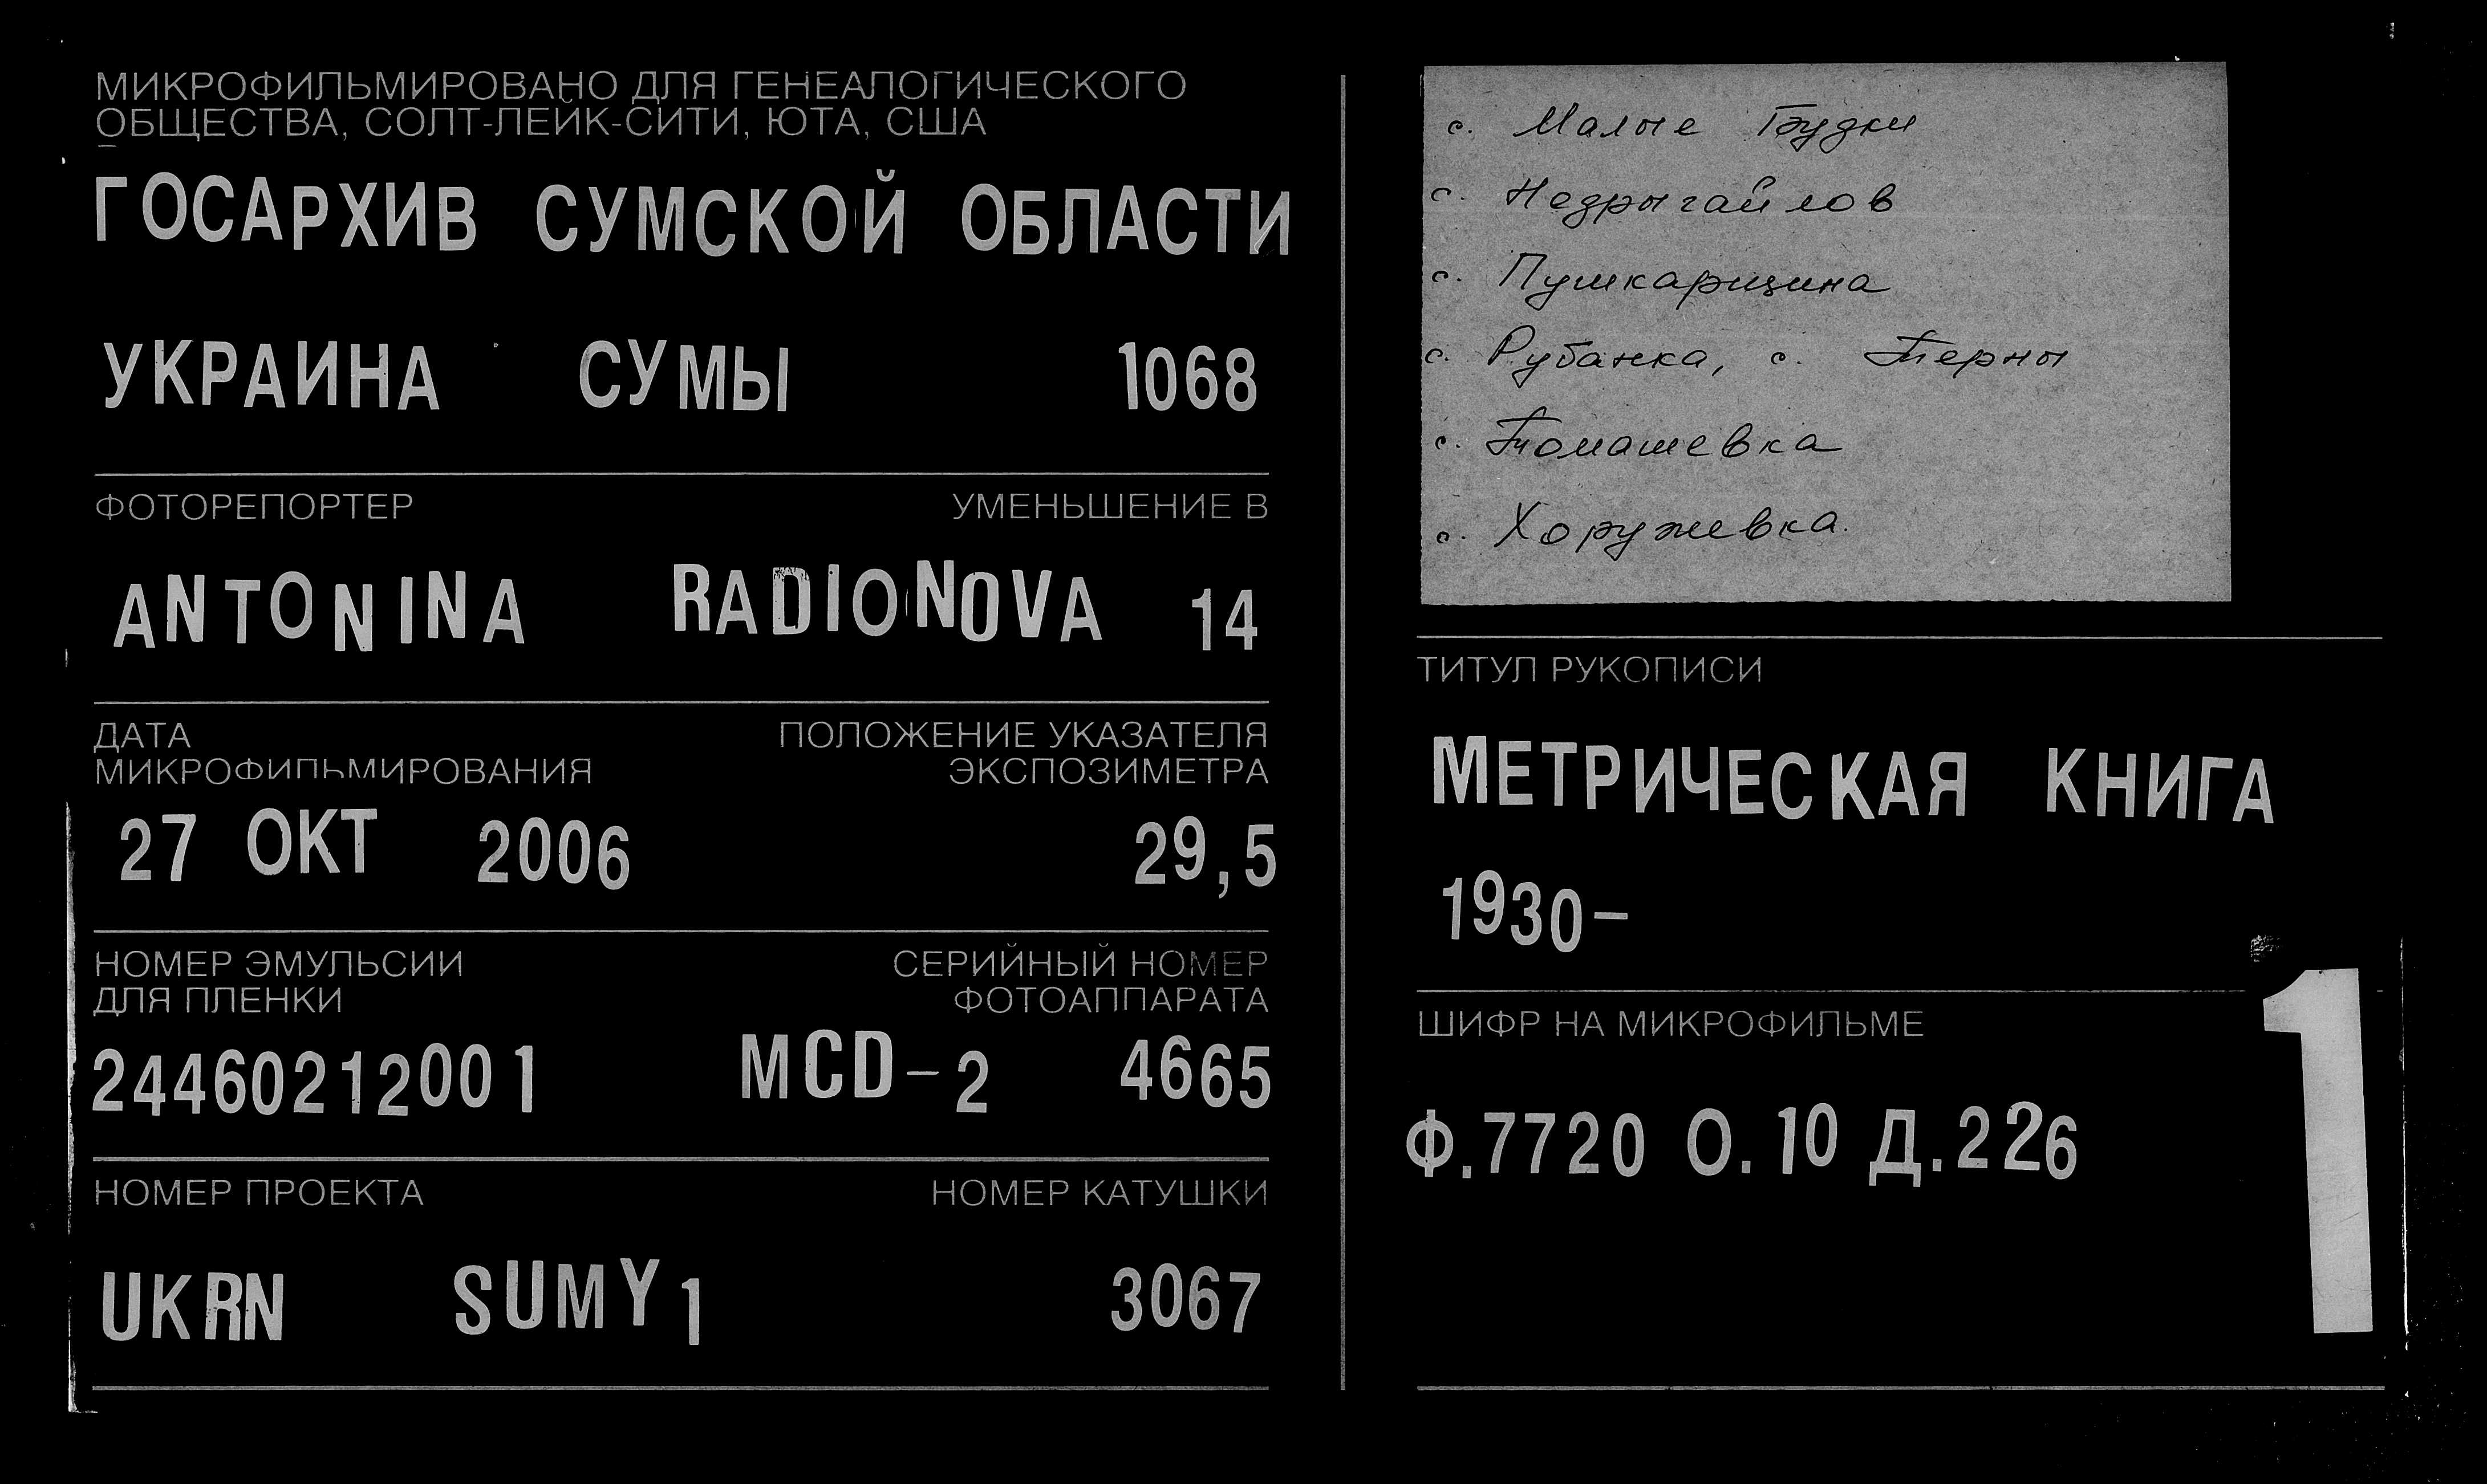 МИКРОФИЛЬМИРОВАНО ДЛЯ ГЕНЕАЛОГИЧЕСКОГО
ОБЩЕСТВА, СОЛТ-ЛЕЙК-СИТИ, ЮТА, США
ГОСАРХИВ СУМСКОЙ ОБЛАСТИ
УКРАИНА СУМЫ 1068
ФОТОРЕПОРТЕР УМЕНЬШЕНИЕ В
ANTONINA RADIONOVA 14
ДАТА ПОЛОЖЕНИЕ УКАЗАТЕЛЯ
МИКРОФИЛЬМИРОВАНИЯ ЭКСПОЗИМЕТРА
27 ОКТ 2006 29,5
НОМЕР ЭМУЛЬСИИ СЕРИЙНЫЙ НОМЕР
ДЛЯ ПЛЕНКИ ФОТОАППАРАТА
24460212001 MCD-2 4665
НОМЕР ПРОЕКТА НОМЕР КАТУШКИ
UKRN SUMY1 3067
с. Малые Будки
с. Недрыгайлов
с. Пушкарщина
с. Рубанка, с. Терны
с. Томашевка
с. Хоружевка.
ТИТУЛ РУКОПИСИ
МЕТРИЧЕСКАЯ КНИГА
1930-
ШИФР НА МИКРОФИЛЬМЕ
Ф.7720 О.10 Д.226
1